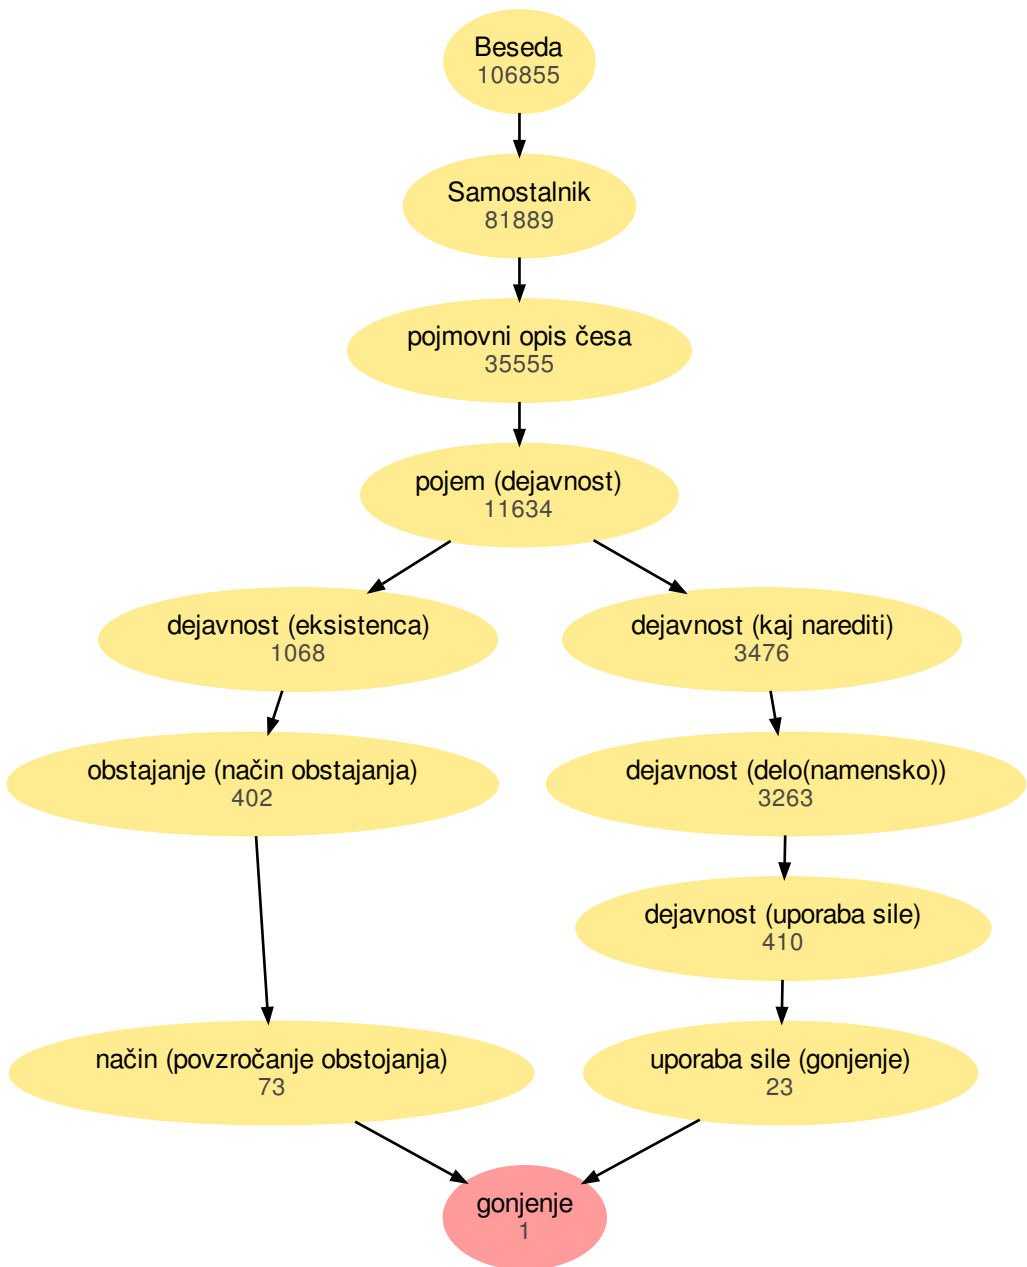 Beseda
106855
Samostalnik
81889
pojmovni opis česa
35555
pojem (dejavnost)
11634
dejavnost (eksistenca)
1068
dejavnost (kaj narediti)
3476
obstajanje (način obstajanja)
402
dejavnost (delo(namensko))
3263
dejavnost (uporaba sile)
410
način (povzročanje obstojanja)
73
uporaba sile (gonjenje)
23
gonjenje
1